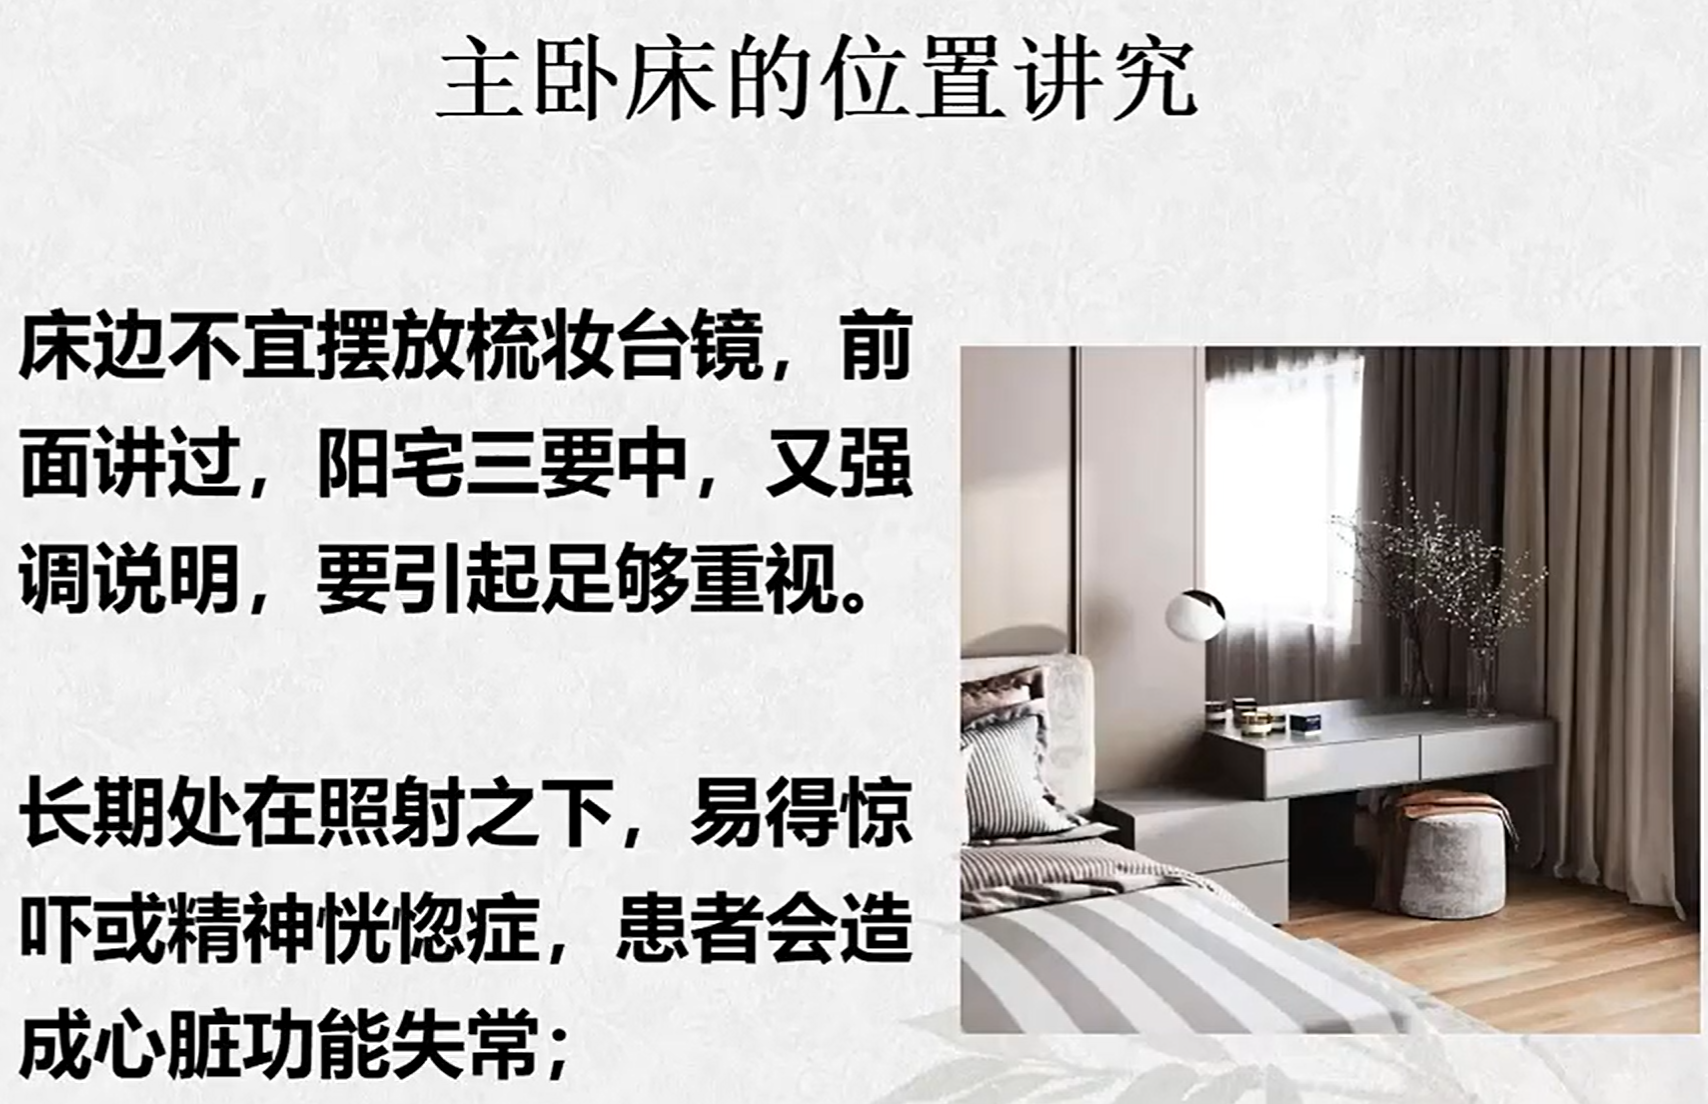 主卧床的位置讲究
床边不宜摆放梳妆台镜，前
面讲过，阳宅三要中，又强
调说明，要引起足够重视。
长期处在照射之下，易得惊
吓或精神恍惚症，患者会造
成心脏功能失常；